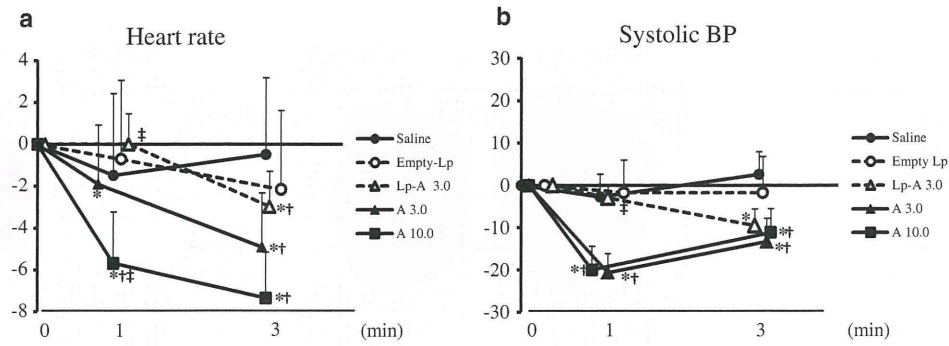 a
Heart rate
4
2
0
-2
-4
-6
-8
0 1 3 (min)
‡
*
*†
*†
*†‡
*†
Saline
Empty-Lp
Lp-A 3.0
A 3.0
A 10.0
b
Systolic BP
30
20
10
0
-10
-20
-30
0 1 3 (min)
‡
*
*†
*†
*†
*†
Saline
Empty Lp
Lp-A 3.0
A 3.0
A 10.0